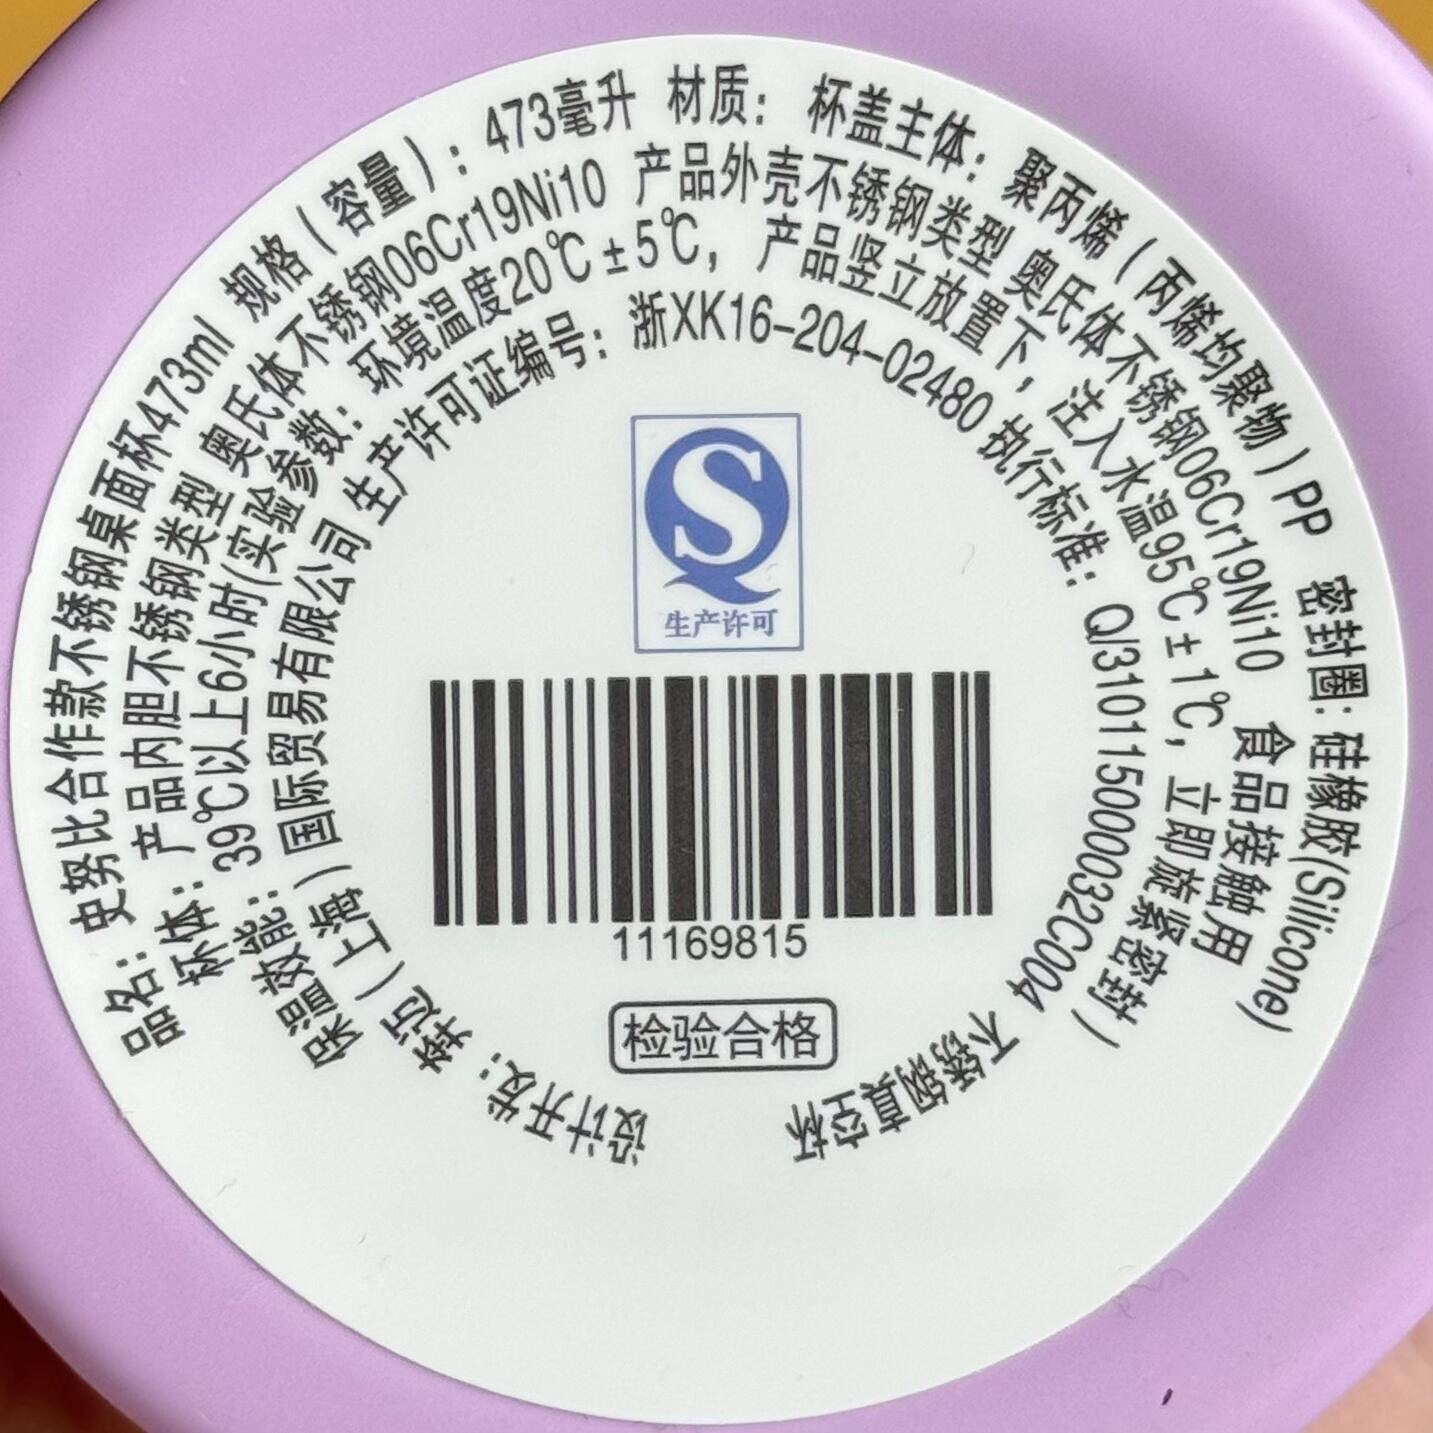 品名：史努比合作款不锈钢桌面杯473ml 规格（容量）：473毫升 材质：杯盖主体：聚丙烯（丙烯均聚物）PP 密封圈：硅橡胶(Silicone)
杯体：产品内胆不锈钢类型 奥氏体不锈钢06Cr19Ni10 产品外壳不锈钢类型 奥氏体不锈钢06Cr19Ni10 食品接触用
保温效能：39℃以上6小时(实验参数：环境温度20℃±5℃，产品竖立放置下，注入水温95℃±1℃，立即旋紧密封）
设计开发：犇迈（上海）国际贸易有限公司 生产许可证编号：浙XK16-204-02480 执行标准：Q/3101150000032C004 不锈钢真空杯
生产许可
11169815
检验合格